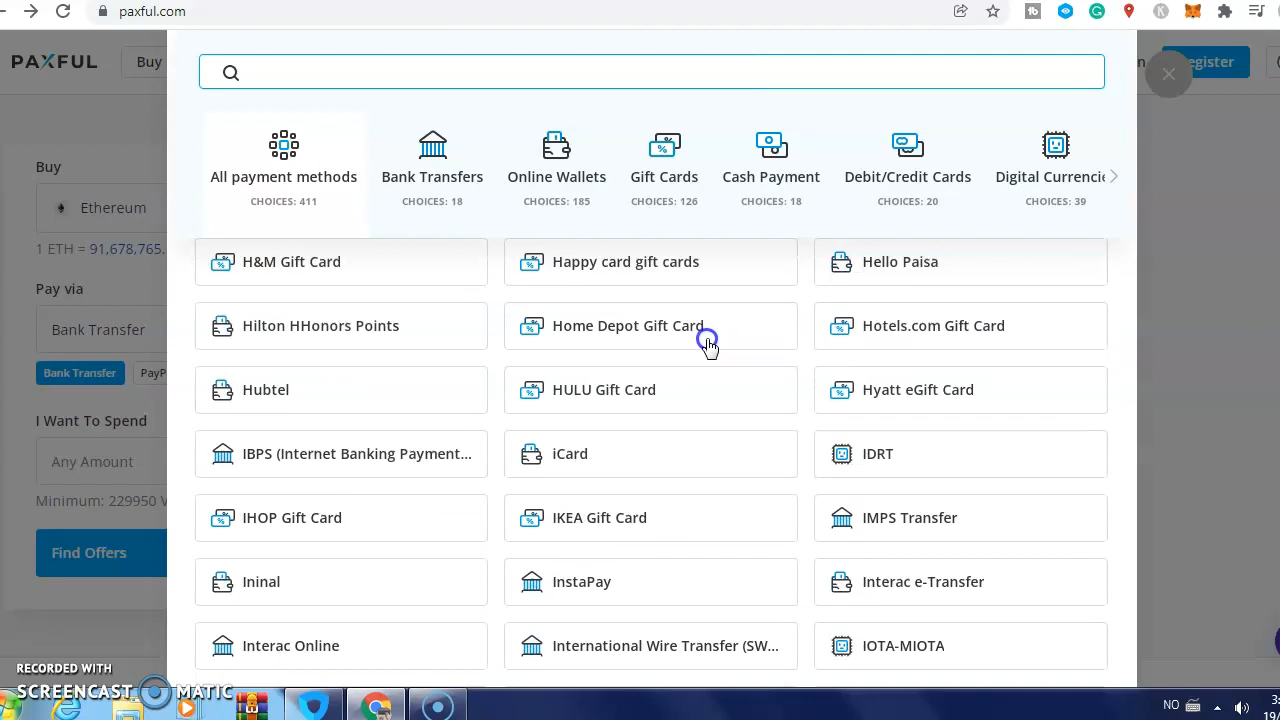 paxful.com
PAXFUL
Buy
egister
All payment methods
CHOICES: 411
Bank Transfers
CHOICES: 18
Online Wallets
CHOICES: 185
Gift Cards
CHOICES: 126
Cash Payment
CHOICES: 18
Debit/Credit Cards
CHOICES: 20
Digital Currencie
CHOICES: 39
Buy
Ethereum
1 ETH = 91,678,765.
Pay via
Bank Transfer
Bank Transfer
PayP
I Want To Spend
Any Amount
Minimum: 229950 V
Find Offers
H&M Gift Card
Happy card gift cards
Hello Paisa
Hilton HHonors Points
Home Depot Gift Card
Hotels.com Gift Card
Hubtel
HULU Gift Card
Hyatt eGift Card
IBPS (Internet Banking Payment...
iCard
IDRT
IHOP Gift Card
IKEA Gift Card
IMPS Transfer
Ininal
InstaPay
Interac e-Transfer
Interac Online
International Wire Transfer (SW...
IOTA-MIOTA
RECORDED WITH
SCREENCAST MATIC
NO